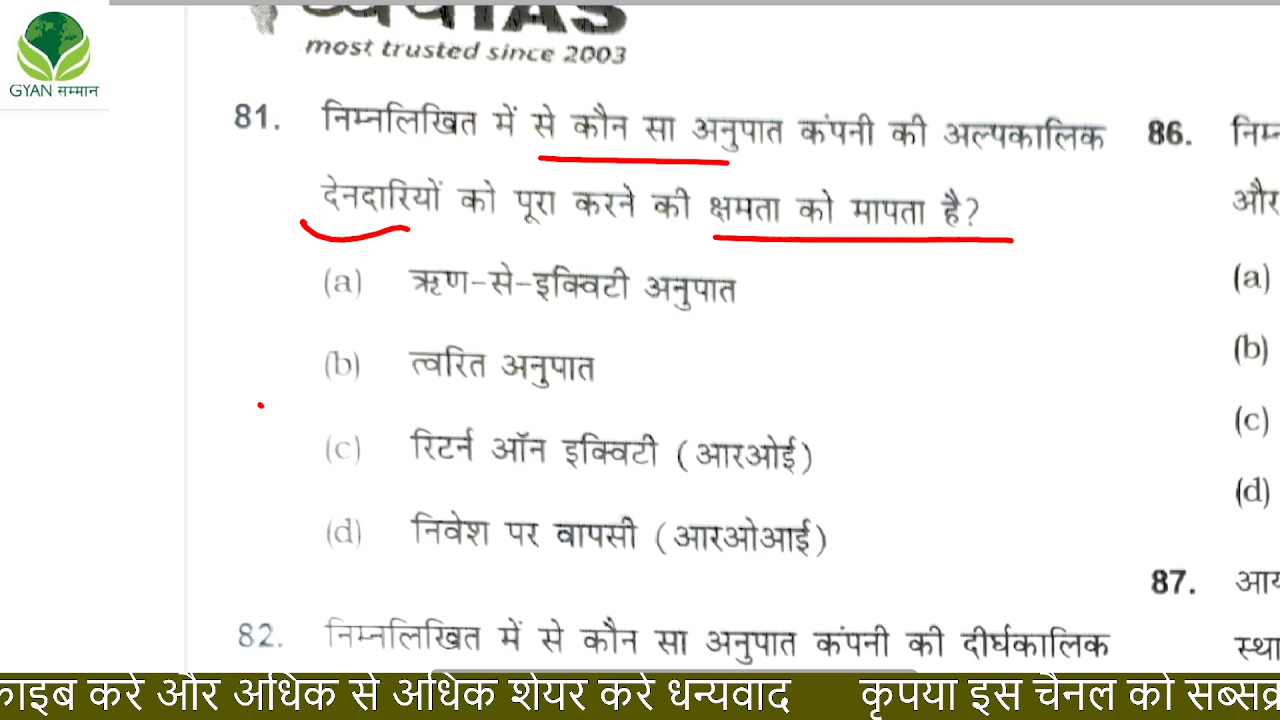 GYAN सम्मान
most trusted since 2003
81. निम्नलिखित में से कौन सा अनुपात कंपनी की अल्पकालिक
देनदारियों को पूरा करने की क्षमता को मापता है?
(a) ऋण-से-इक्विटी अनुपात
(b) त्वरित अनुपात
(c) रिटर्न ऑन इक्विटी (आरओई)
(d) निवेश पर वापसी (आरओआई)
82. निम्नलिखित में से कौन सा अनुपात कंपनी की दीर्घकालिक
86.
और
(a)
(b)
(c)
(d)
87.
करे और अधिक से अधिक शेयर करे धन्यवाद कृपया इस चैनल को